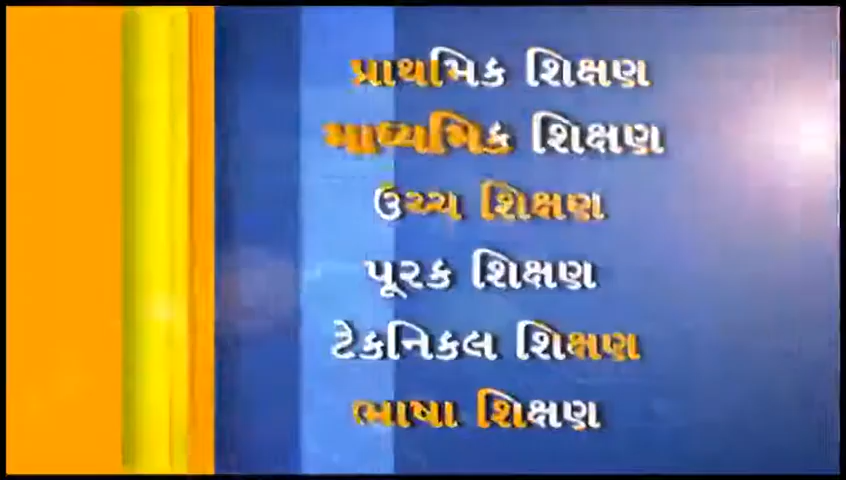 પ્રાથમિક શિક્ષણ
માધ્યમિક શિક્ષણ
ઉચ્ચ શિક્ષણ
પૂરક શિક્ષણ
ટેકનિકલ શિક્ષણ
ભાષા શિક્ષણ